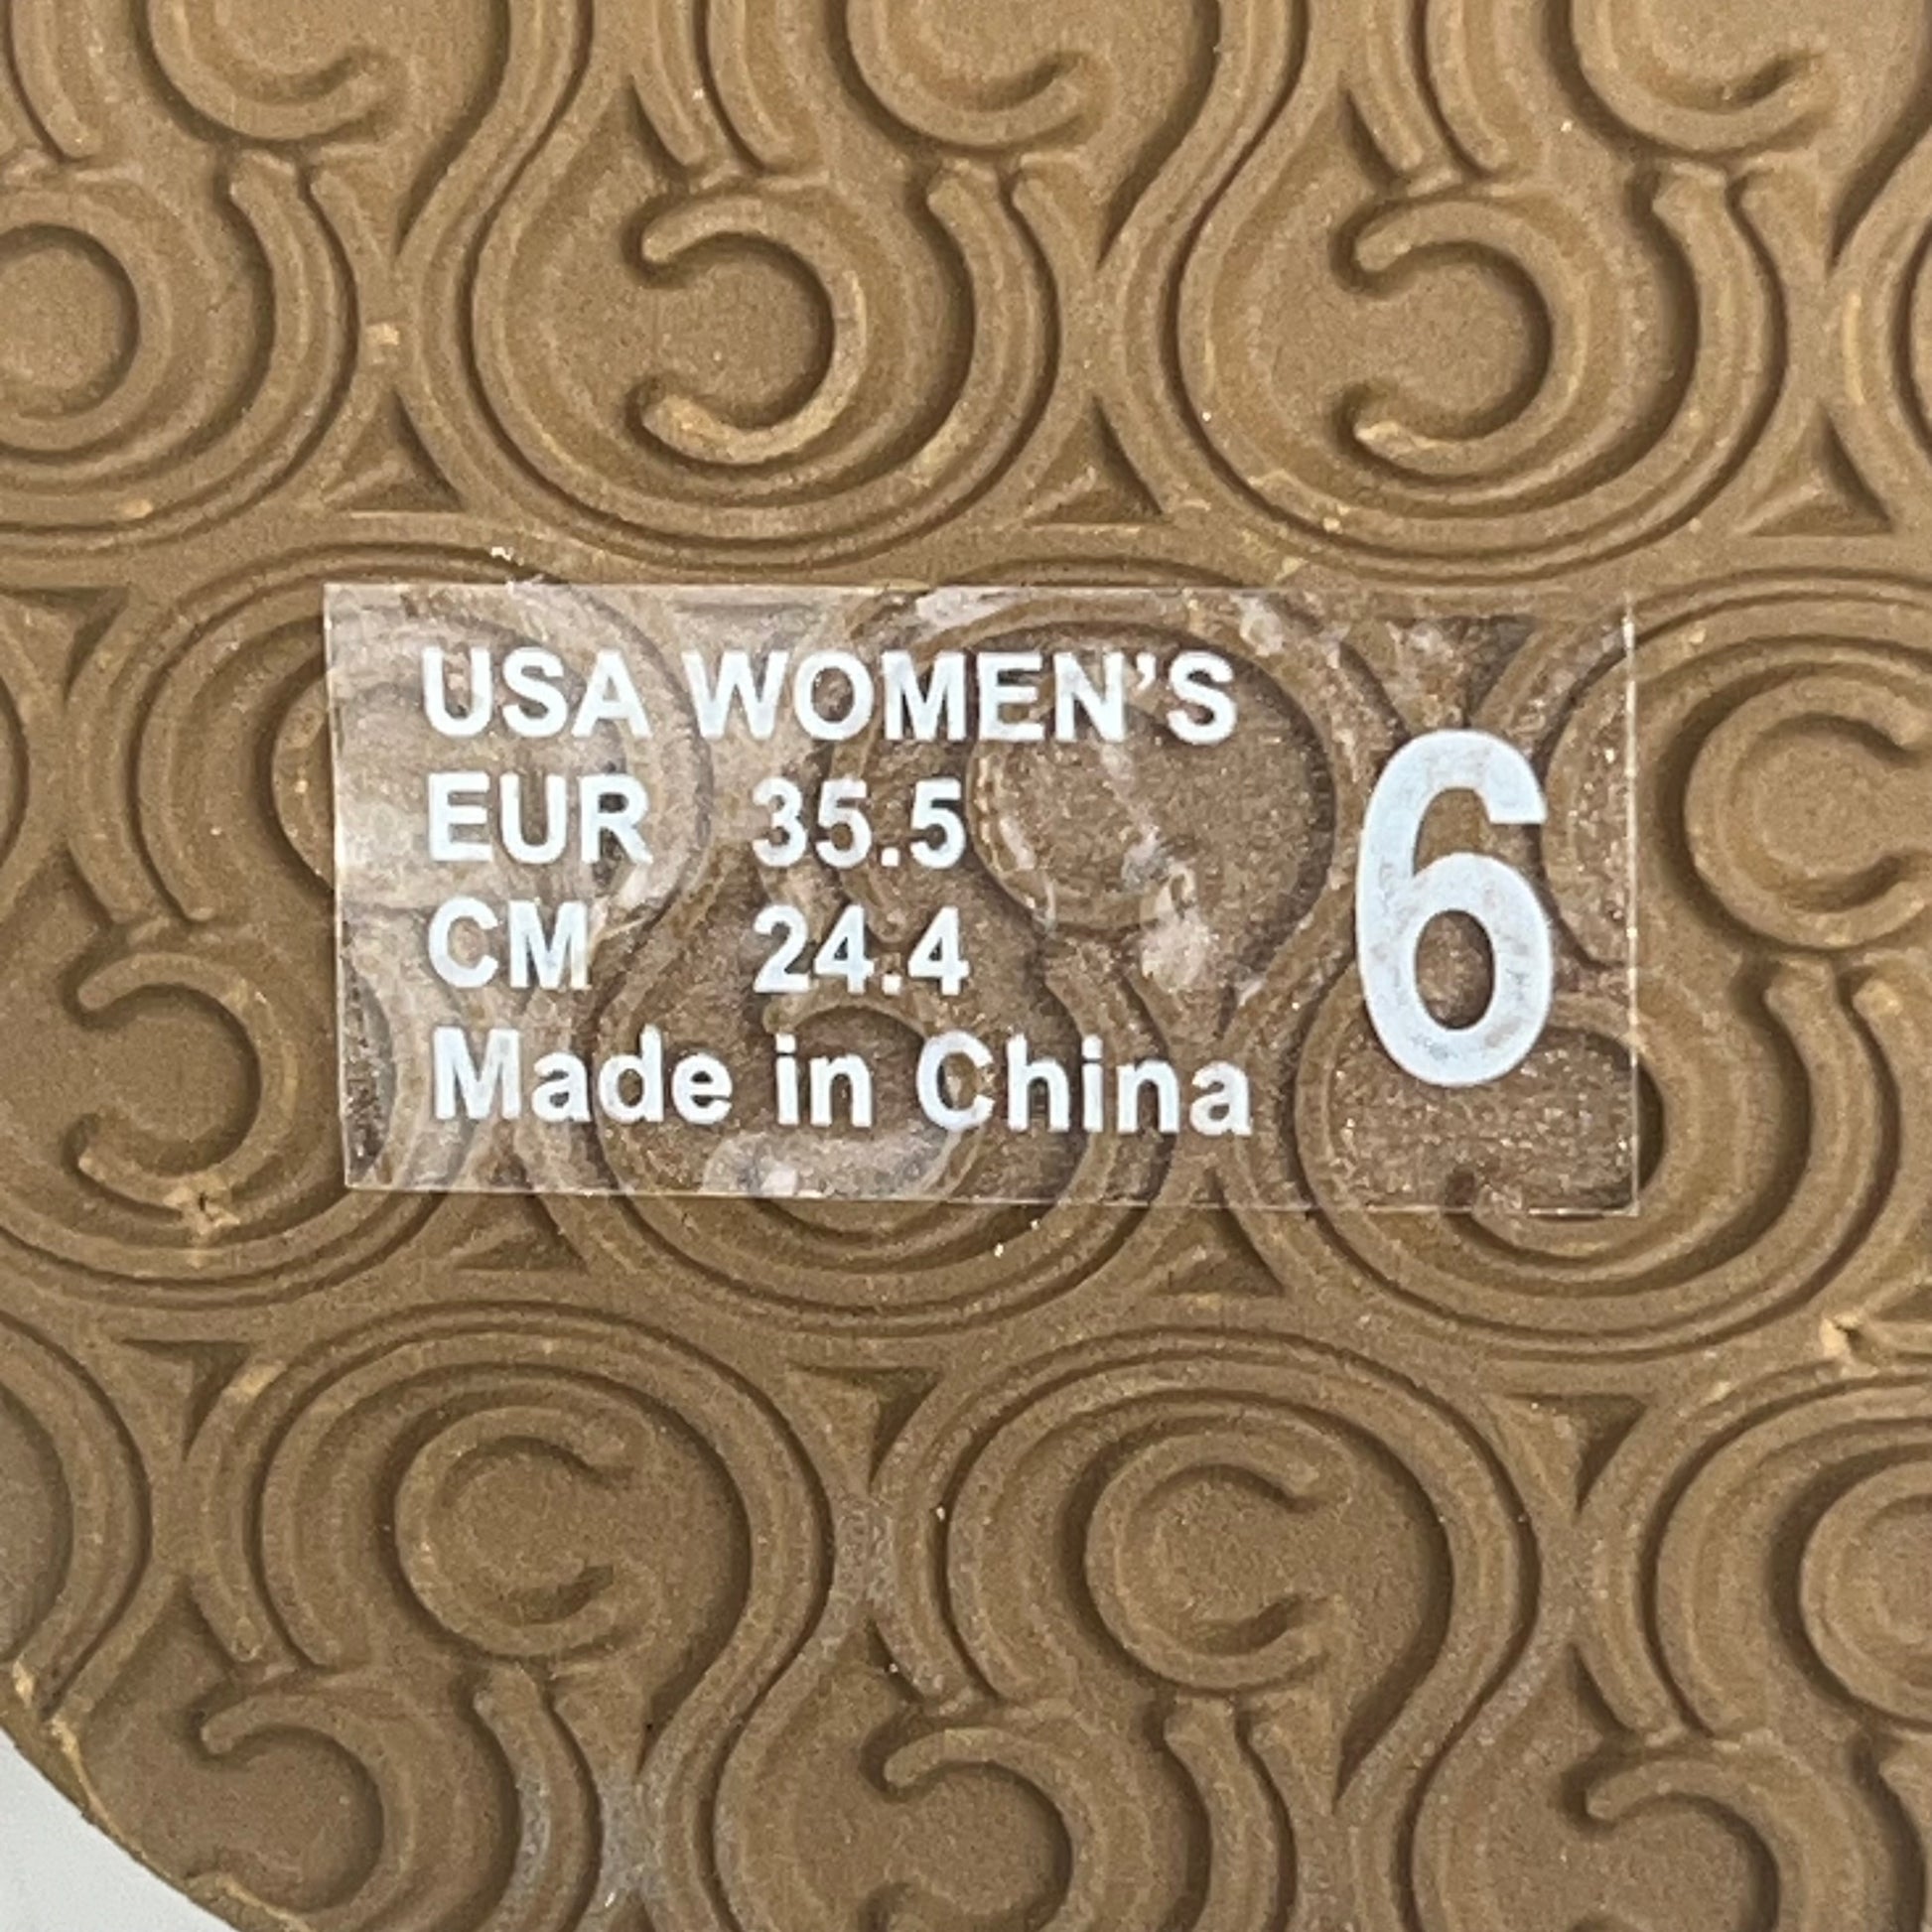 USA WOMEN'S
EUR 35.5
CM 24.4
Made in China
6